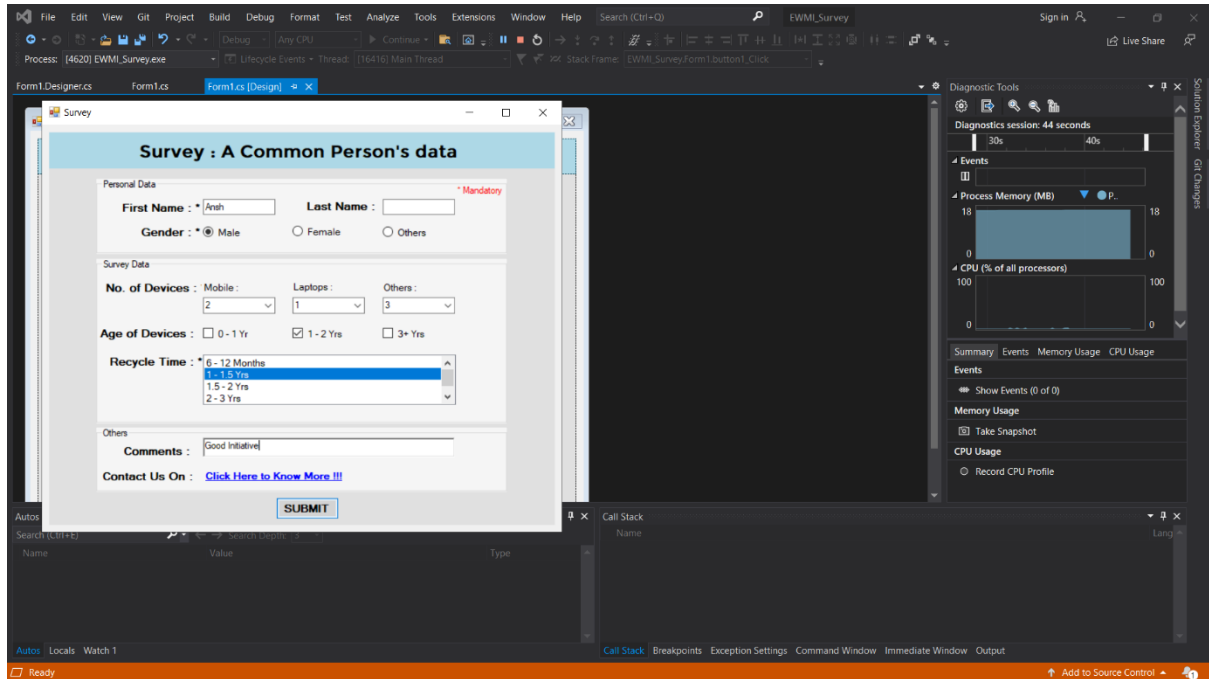 File Edit View Git Project Build Debug Format Test Analyze Tools Extensions Window Help Search (Ctrl+Q) EWMI_Survey Sign in
Debug Any CPU Continue Live Share
Process: [4620] EWMI_Survey.exe Lifecycle Events Thread: [16416] Main Thread Stack Frame: EWMI_Survey.Form1.button1_Click
Form1.Designer.cs Form1.cs Form1.cs [Design]
Survey
Survey : A Common Person's data
Personal Data
* Mandatory
First Name : * Ansh Last Name :
Gender : * Male Female Others
Survey Data
No. of Devices : Mobile : Laptops : Others :
2 1 3
Age of Devices : 0 - 1 Yr 1 - 2 Yrs 3+ Yrs
Recycle Time : * 6 - 12 Months
1 - 1.5 Yrs
1.5 - 2 Yrs
2 - 3 Yrs
Others
Comments : Good Initiative
Contact Us On : Click Here to Know More !!!
SUBMIT
Diagnostic Tools
Diagnostics session: 44 seconds
30s 40s
Events
Process Memory (MB) P..
18 18
0 0
CPU (% of all processors)
100 100
0 0
Summary Events Memory Usage CPU Usage
Events
Show Events (0 of 0)
Memory Usage
Take Snapshot
CPU Usage
Record CPU Profile
Solution Explorer
Git Changes
Autos
Search (Ctrl+E) Search Depth: 3
Name Value Type
Call Stack
Name Lang
Autos Locals Watch 1
Call Stack Breakpoints Exception Settings Command Window Immediate Window Output
Ready Add to Source Control 1